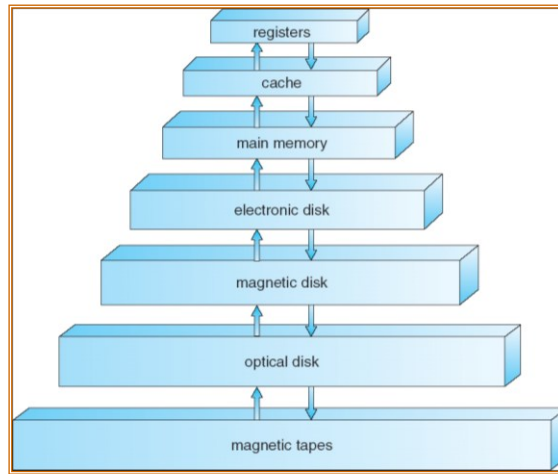 registers
cache
main memory
electronic disk
magnetic disk
optical disk
magnetic tapes